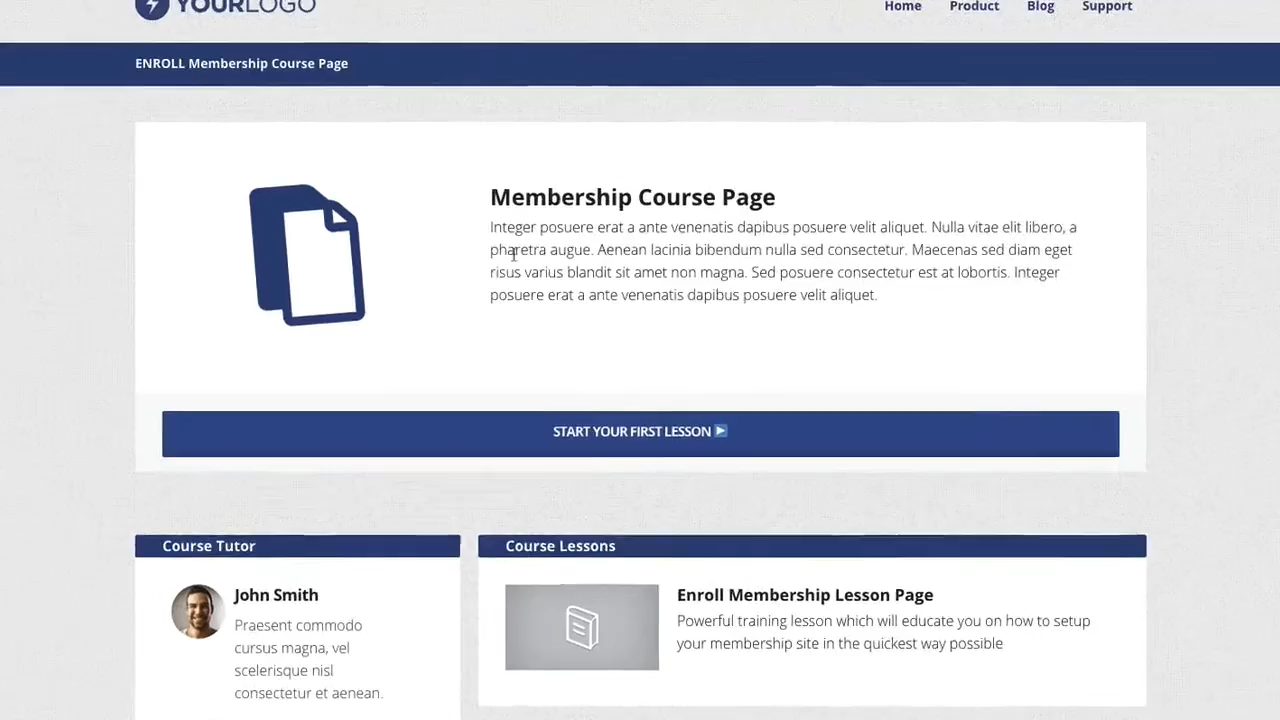 YOURLOGO
Home Product Blog Support
ENROLL Membership Course Page
Membership Course Page
Integer posuere erat a ante venenatis dapibus posuere velit aliquet. Nulla vitae elit libero, a
pharetra augue. Aenean lacinia bibendum nulla sed consectetur. Maecenas sed diam eget
risus varius blandit sit amet non magna. Sed posuere consectetur est at lobortis. Integer
posuere erat a ante venenatis dapibus posuere velit aliquet.
START YOUR FIRST LESSON
Course Tutor
John Smith
Praesent commodo
cursus magna, vel
scelerisque nisl
consectetur et aenean.
Course Lessons
Enroll Membership Lesson Page
Powerful training lesson which will educate you on how to setup
your membership site in the quickest way possible